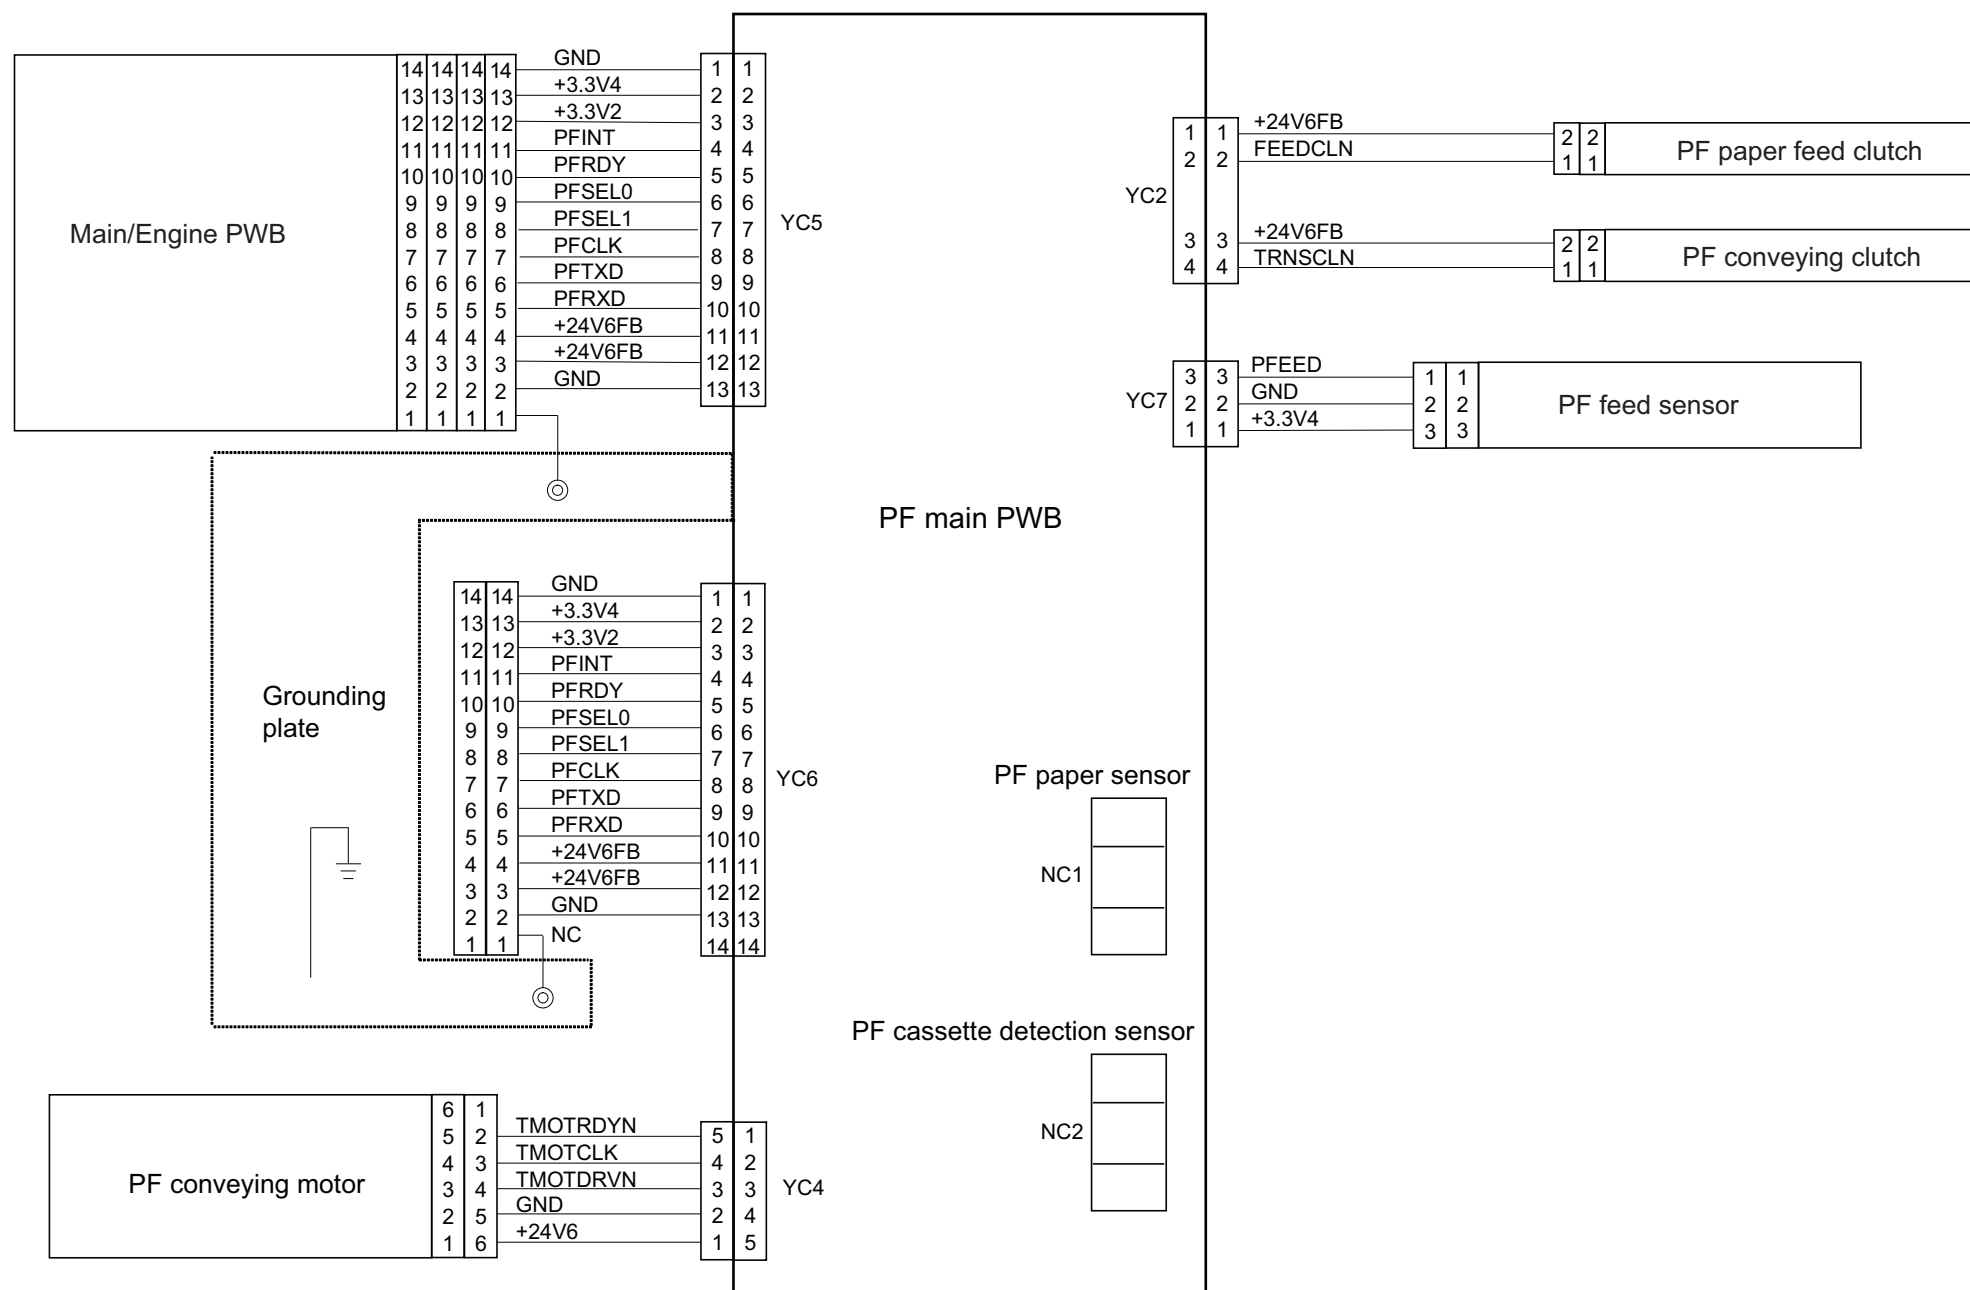 Main/Engine PWB
14 14 14 14 GND 1 1
13 13 13 13 +3.3V4 2 2
12 12 12 12 +3.3V2 3 3
11 11 11 11 PFINT 4 4
10 10 10 10 PFRDY 5 5
9 9 9 9 PFSEL0 6 6
8 8 8 8 PFSEL1 7 7
7 7 7 7 PFCLK 8 8
6 6 6 6 PFTXD 9 9
5 5 5 5 PFRXD 10 10
4 4 4 4 +24V6FB 11 11
3 3 3 3 +24V6FB 12 12
2 2 2 2 GND 13 13
1 1 1 1
YC5
Grounding
plate
14 14 GND 1 1
13 13 +3.3V4 2 2
12 12 +3.3V2 3 3
11 11 PFINT 4 4
10 10 PFRDY 5 5
9 9 PFSEL0 6 6
8 8 PFSEL1 7 7
7 7 PFCLK 8 8
6 6 PFTXD 9 9
5 5 PFRXD 10 10
4 4 +24V6FB 11 11
3 3 +24V6FB 12 12
2 2 GND 13 13
1 1 NC 14 14
YC6
PF conveying motor
6 1
5 2 TMOTRDYN 5 1
4 3 TMOTCLK 4 2
3 4 TMOTDRVN 3 3
2 5 GND 2 4
1 6 +24V6 1 5
YC4
PF main PWB
YC2
1 1 +24V6FB 2 2
2 2 FEEDCLN 1 1
PF paper feed clutch
3 3 +24V6FB 2 2
4 4 TRNSCLN 1 1
PF conveying clutch
YC7
3 3 PFEED 1 1
2 2 GND 2 2
1 1 +3.3V4 3 3
PF feed sensor
PF paper sensor
NC1
PF cassette detection sensor
NC2